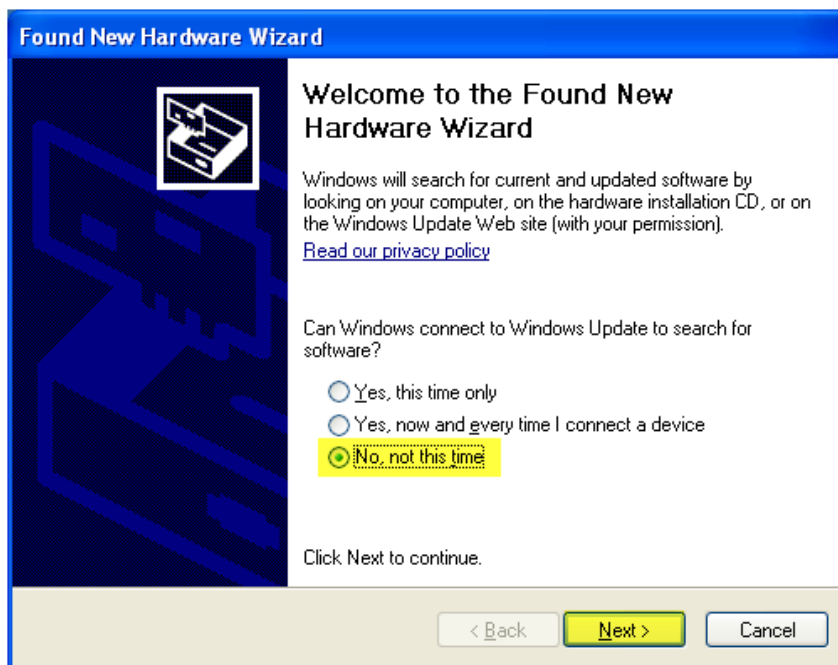 Found New Hardware Wizard
Welcome to the Found New
Hardware Wizard
Windows will search for current and updated software by
looking on your computer, on the hardware installation CD, or on
the Windows Update Web site (with your permission).
Read our privacy policy
Can Windows connect to Windows Update to search for
software?
Yes, this time only
Yes, now and every time I connect a device
No, not this time
Click Next to continue.
< Back Next > Cancel